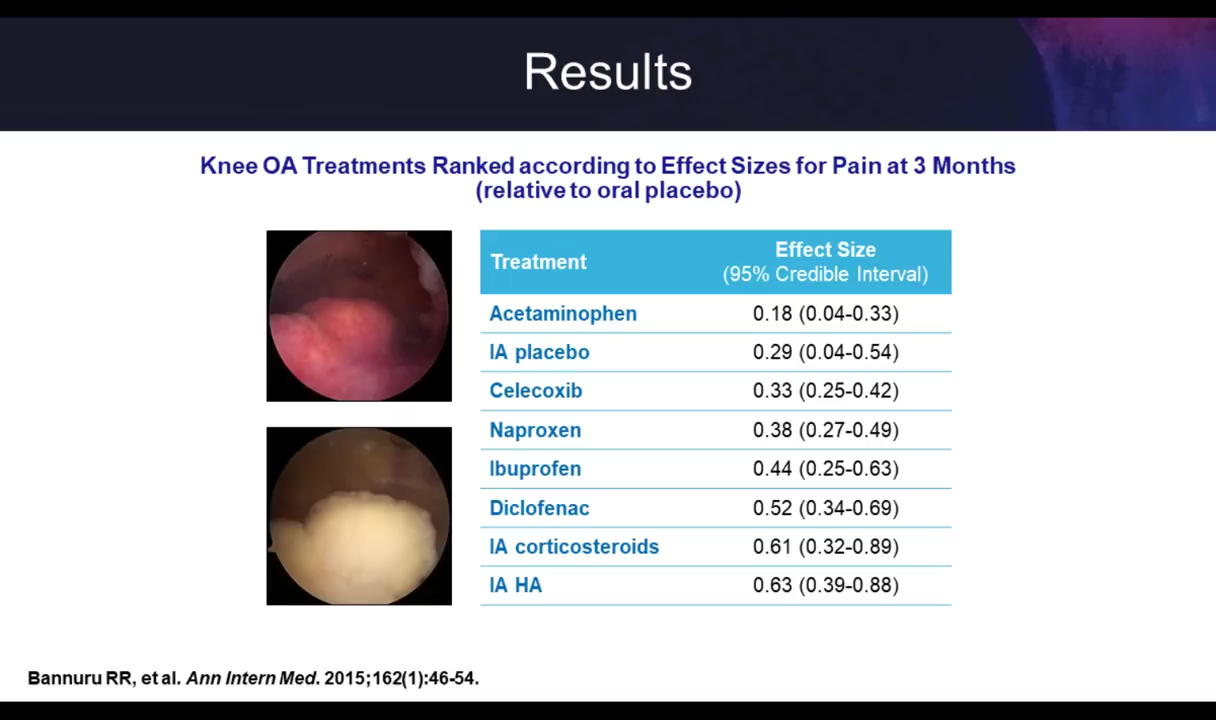 Results
Knee OA Treatments Ranked according to Effect Sizes for Pain at 3 Months
(relative to oral placebo)
Treatment Effect Size
(95% Credible Interval)
Acetaminophen 0.18 (0.04-0.33)
IA placebo 0.29 (0.04-0.54)
Celecoxib 0.33 (0.25-0.42)
Naproxen 0.38 (0.27-0.49)
Ibuprofen 0.44 (0.25-0.63)
Diclofenac 0.52 (0.34-0.69)
IA corticosteroids 0.61 (0.32-0.89)
IA HA 0.63 (0.39-0.88)
Bannuru RR, et al. Ann Intern Med. 2015;162(1):46-54.